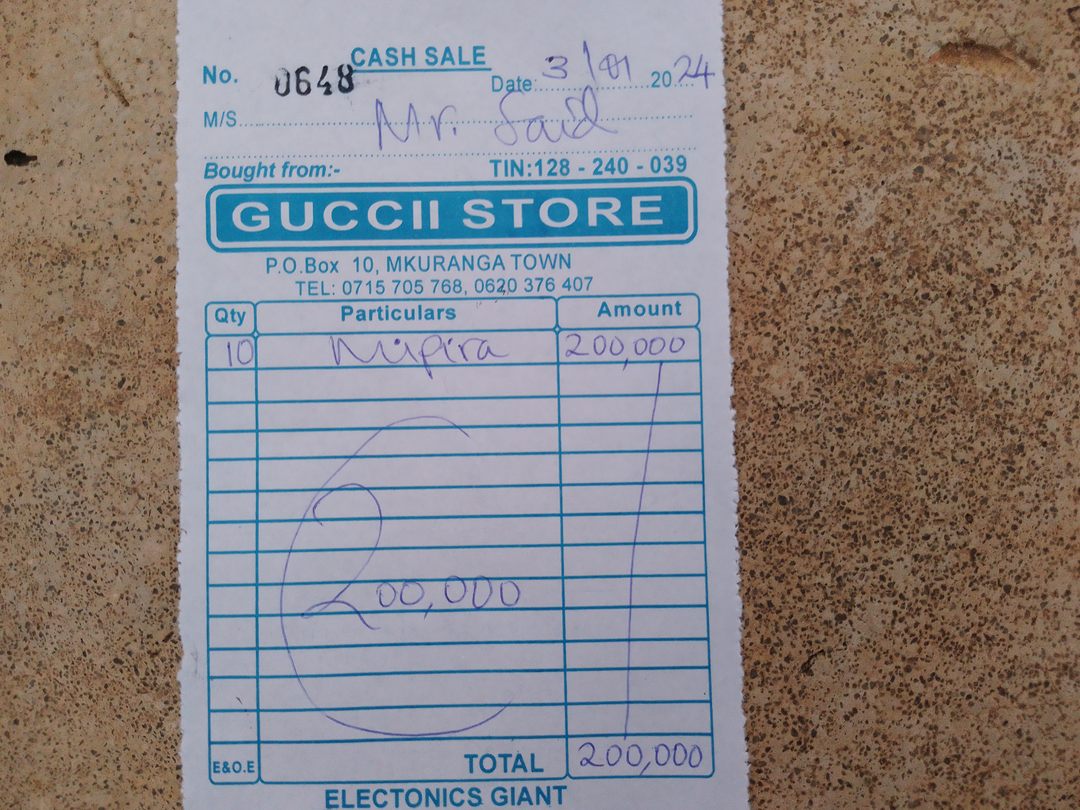 CASH SALE
No. 0648 Date: 3/01 2024
M/S Mr. Said
Bought from:- TIN:128 - 240 - 039
GUCCII STORE
P.O.Box 10, MKURANGA TOWN
TEL: 0715 705 768, 0620 376 407
Qty Particulars Amount
10 Mipira 200,000
200,000
E&O.E TOTAL 200,000
ELECTONICS GIANT